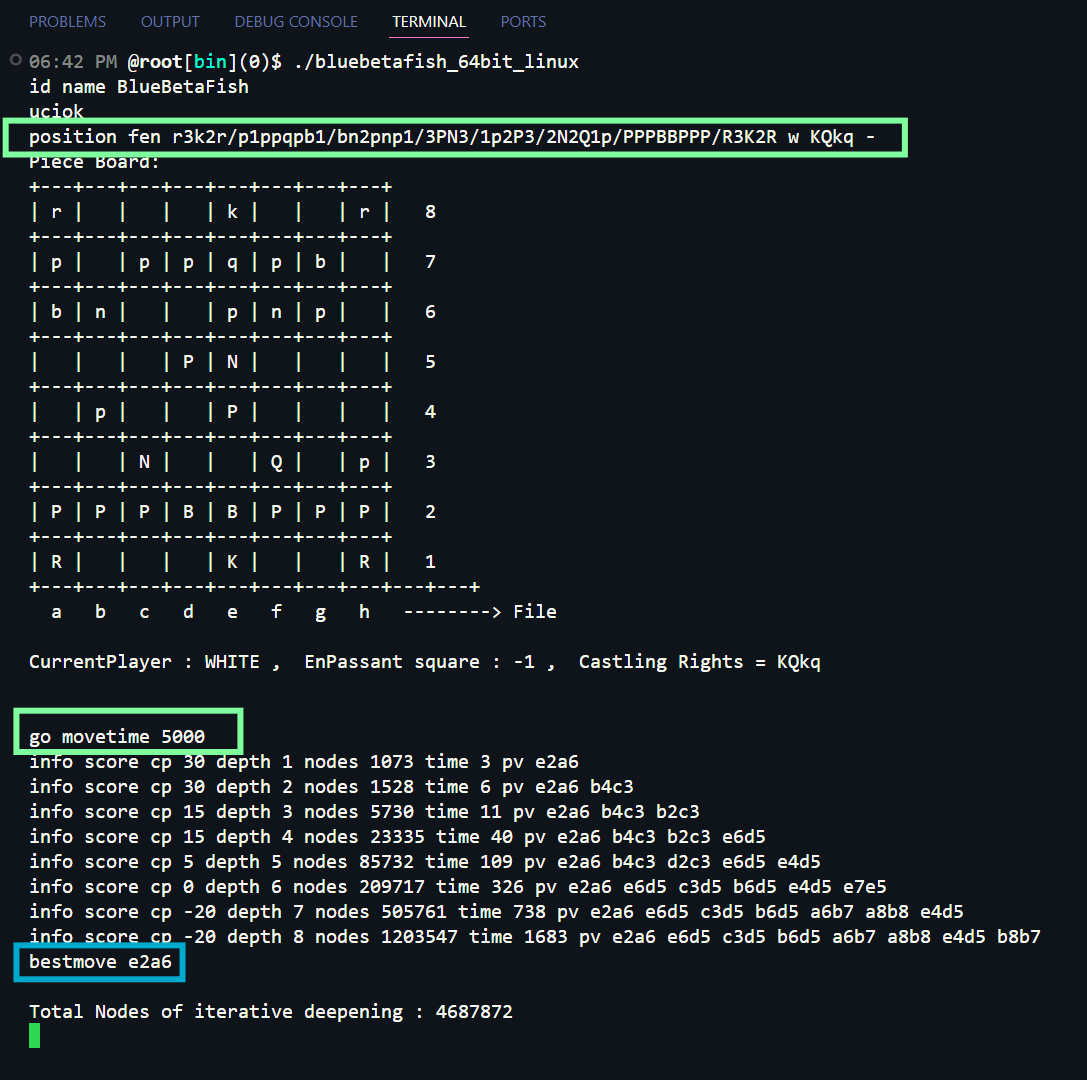 PROBLEMS OUTPUT DEBUG CONSOLE TERMINAL PORTS
06:42 PM @root[bin](0)$ ./bluebetafish_64bit_linux
id name BlueBetaFish
uciok
position fen r3k2r/p1ppqpb1/bn2pnp1/3PN3/1p2P3/2N2Q1p/PPPBBPPP/R3K2R w KQkq -
Piece Board:
+---+---+---+---+---+---+---+---+
| r |   |   |   | k |   |   | r |   8
+---+---+---+---+---+---+---+---+
| p |   | p | p | q | p | b |   |   7
+---+---+---+---+---+---+---+---+
| b | n |   |   | p | n | p |   |   6
+---+---+---+---+---+---+---+---+
|   |   |   | P | N |   |   |   |   5
+---+---+---+---+---+---+---+---+
|   | p |   |   | P |   |   |   |   4
+---+---+---+---+---+---+---+---+
|   |   | N |   |   | Q |   | p |   3
+---+---+---+---+---+---+---+---+
| P | P | P | B | B | P | P | P |   2
+---+---+---+---+---+---+---+---+
| R |   |   |   | K |   |   | R |   1
+---+---+---+---+---+---+---+---+---+---+
  a   b   c   d   e   f   g   h   --------> File
CurrentPlayer : WHITE ,  EnPassant square : -1 ,  Castling Rights = KQkq
go movetime 5000
info score cp 30 depth 1 nodes 1073 time 3 pv e2a6
info score cp 30 depth 2 nodes 1528 time 6 pv e2a6 b4c3
info score cp 15 depth 3 nodes 5730 time 11 pv e2a6 b4c3 b2c3
info score cp 15 depth 4 nodes 23335 time 40 pv e2a6 b4c3 b2c3 e6d5
info score cp 5 depth 5 nodes 85732 time 109 pv e2a6 b4c3 d2c3 e6d5 e4d5
info score cp 0 depth 6 nodes 209717 time 326 pv e2a6 e6d5 c3d5 b6d5 e4d5 e7e5
info score cp -20 depth 7 nodes 505761 time 738 pv e2a6 e6d5 c3d5 b6d5 a6b7 a8b8 e4d5
info score cp -20 depth 8 nodes 1203547 time 1683 pv e2a6 e6d5 c3d5 b6d5 a6b7 a8b8 e4d5 b8b7
bestmove e2a6
Total Nodes of iterative deepening : 4687872